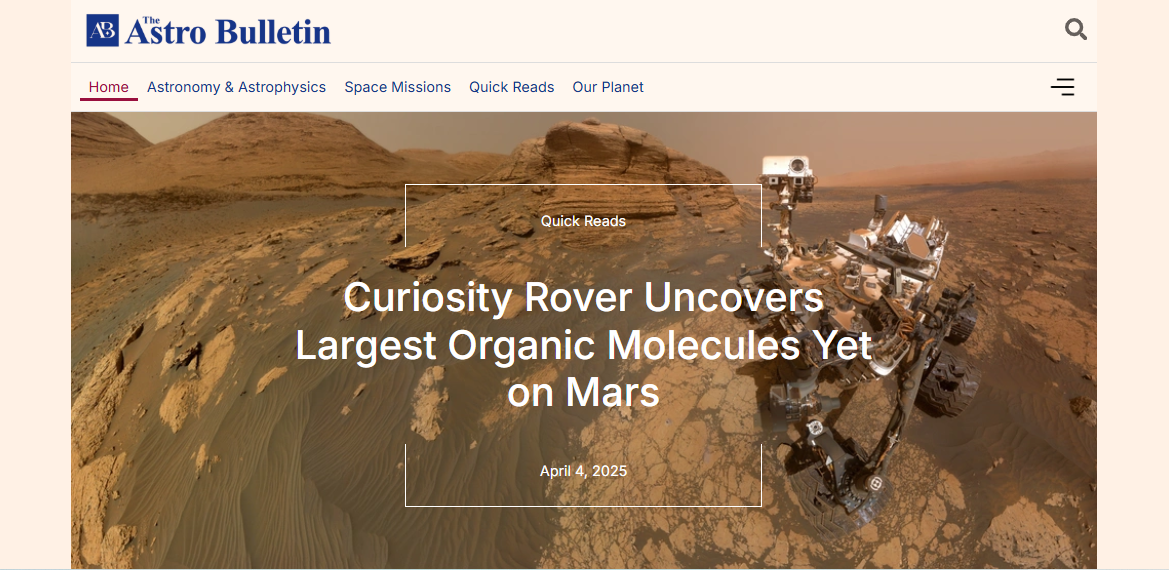 AB The Astro Bulletin
Home Astronomy & Astrophysics Space Missions Quick Reads Our Planet
Quick Reads
Curiosity Rover Uncovers
Largest Organic Molecules Yet
on Mars
April 4, 2025